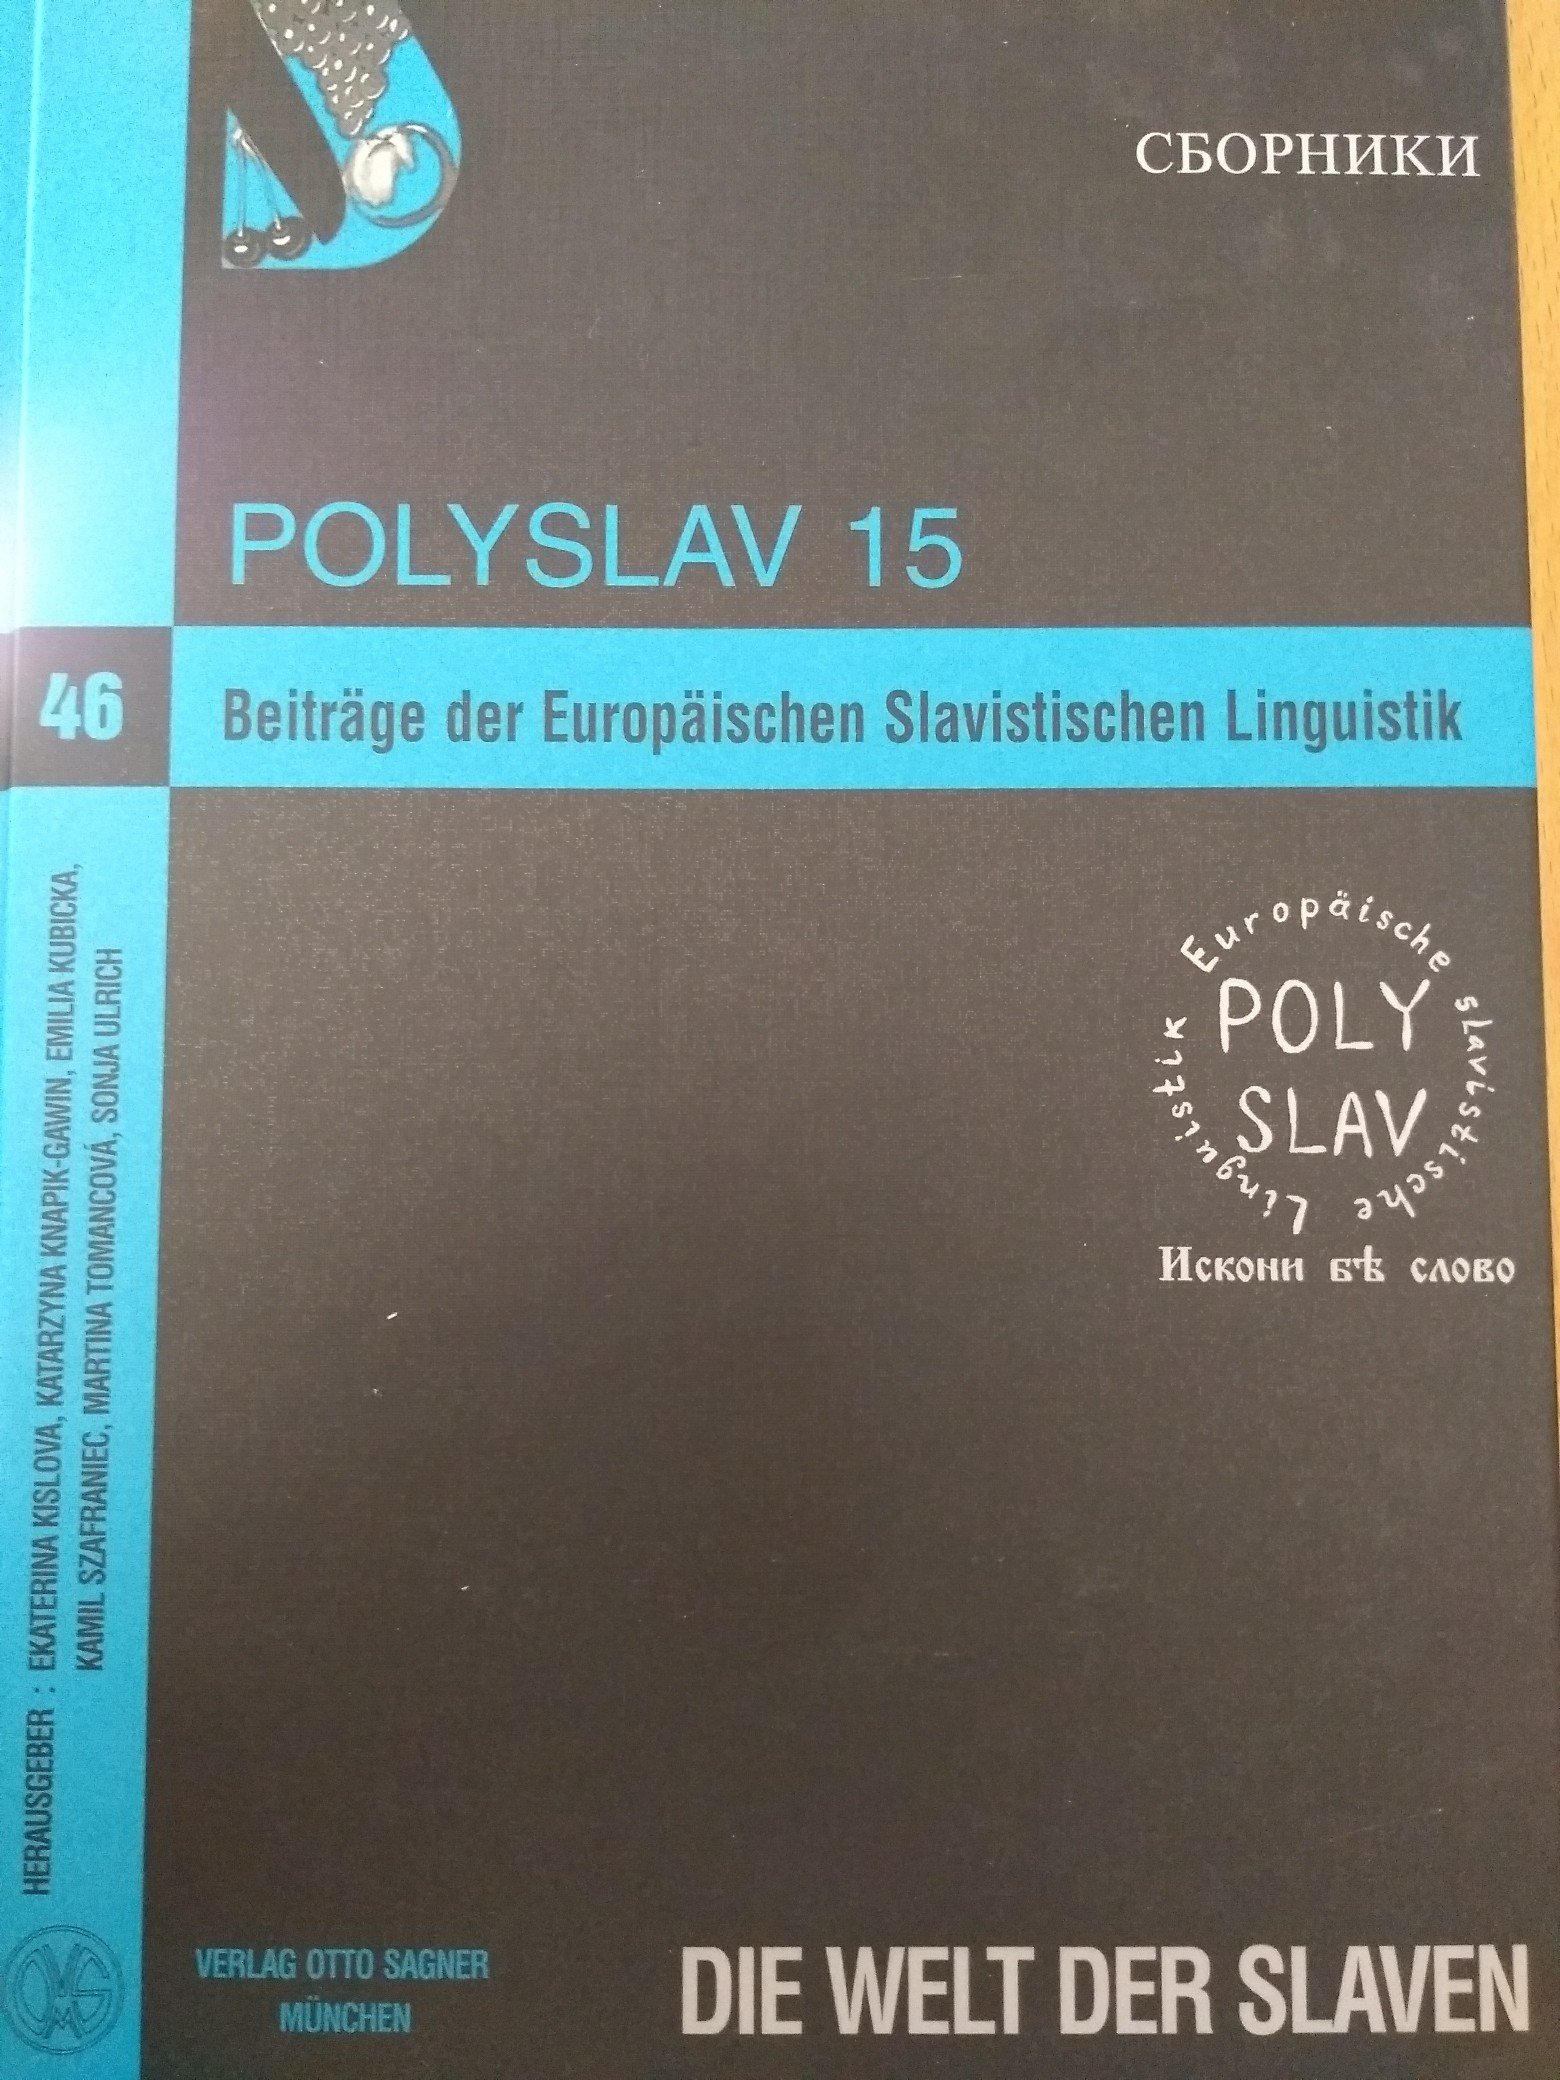 СБОРНИКИ
POLYSLAV 15
46
Beiträge der Europäischen Slavistischen Linguistik
Europäische slavistische Linguistik
POLY
SLAV
Искони бѣ слово
HERAUSGEBER : EKATERINA KISLOVA, KATARZYNA KNAPIK-GAWIN, EMILIA KUBICKA,
KAMIL SZAFRANIEC, MARTINA TOMANCOVÁ, SONJA ULRICH
VERLAG OTTO SAGNER
MÜNCHEN
DIE WELT DER SLAVEN